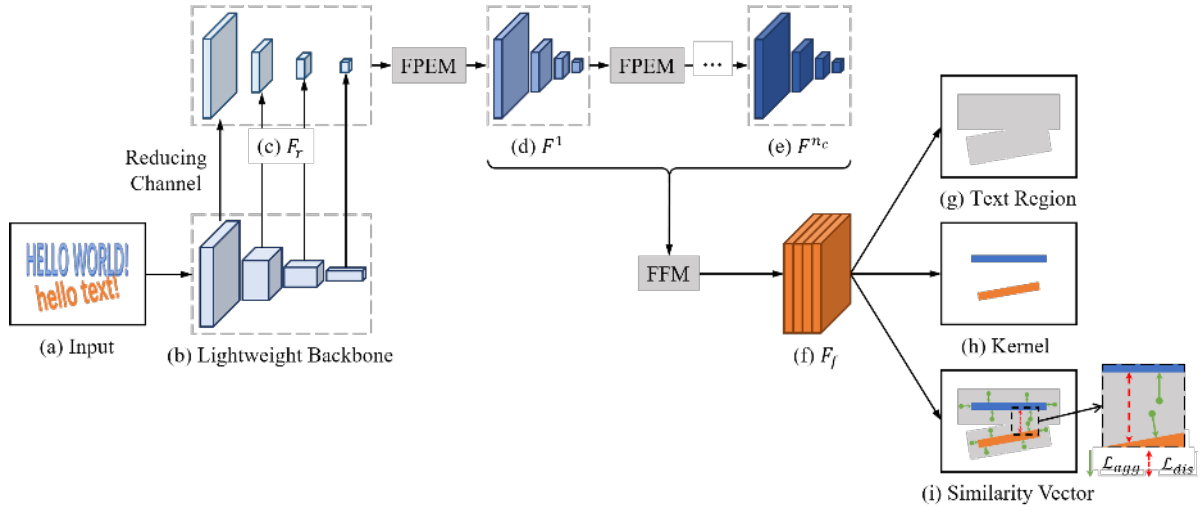 FPEM
FPEM
...
(c) F_r
(d) F^1
(e) F^{n_c}
Reducing
Channel
(g) Text Region
HELLO WORLD!
hello text!
FFM
(a) Input
(b) Lightweight Backbone
(f) F_f
(h) Kernel
ℒ_agg
ℒ_dis
(i) Similarity Vector